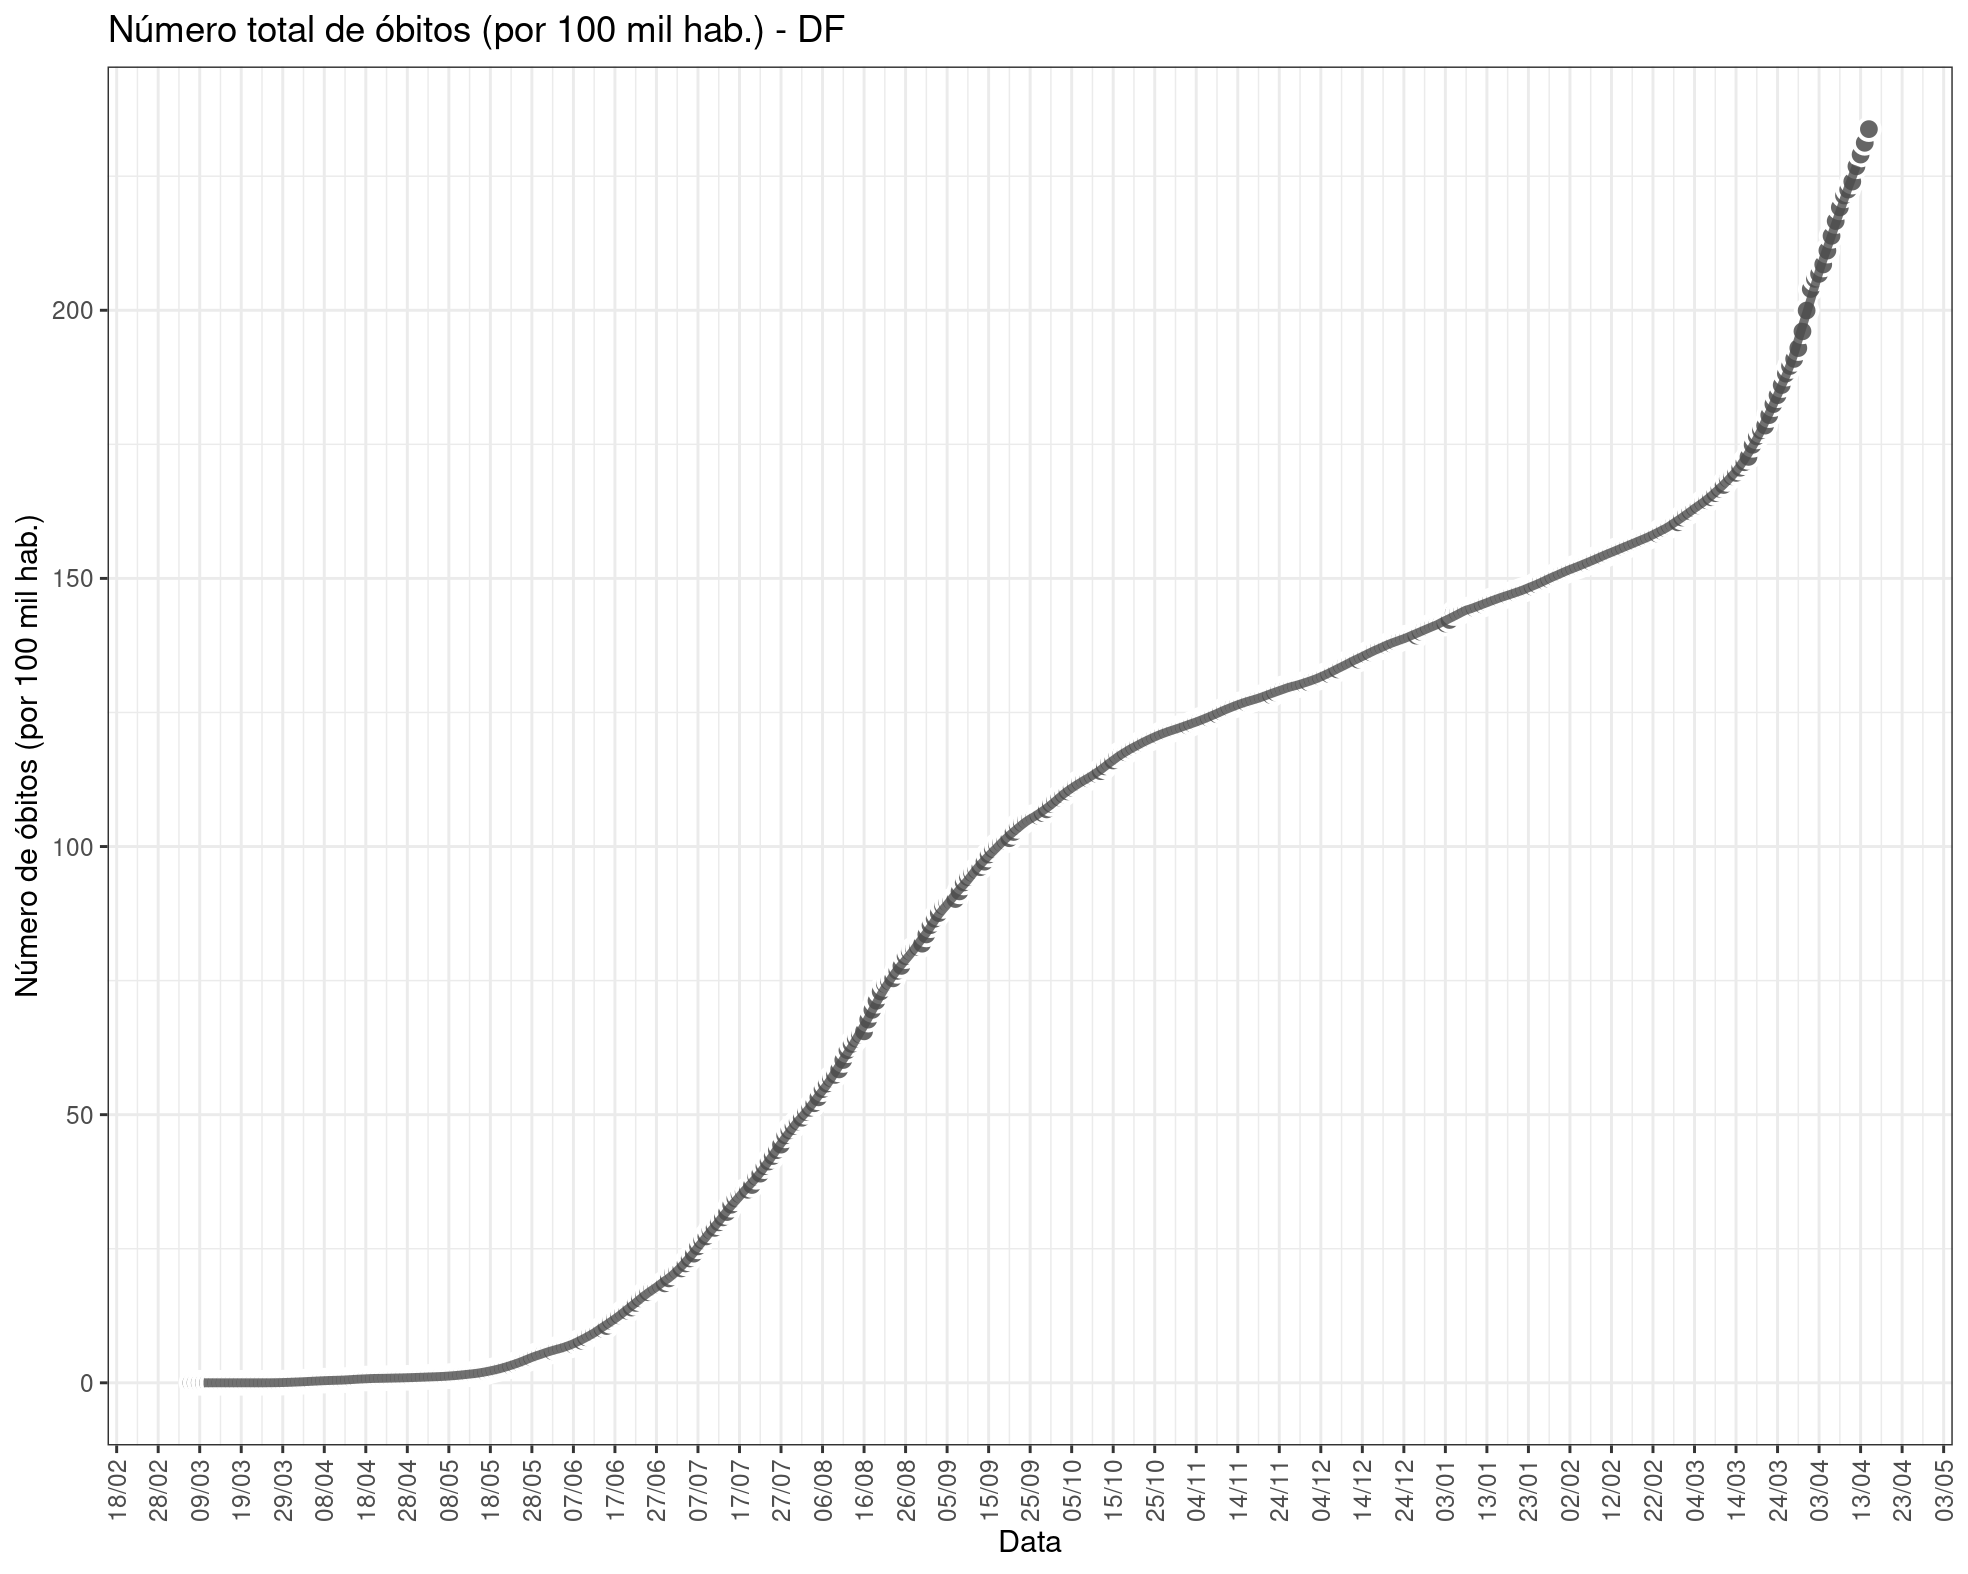 Número total de óbitos (por 100 mil hab.) - DF
Número de óbitos (por 100 mil hab.)
200
150
100
50
0
18/02 28/02 09/03 19/03 29/03 08/04 18/04 28/04 08/05 18/05 28/05 07/06 17/06 27/06 07/07 17/07 27/07 06/08 16/08 26/08 05/09 15/09 25/09 05/10 15/10 25/10 04/11 14/11 24/11 04/12 14/12 24/12 03/01 13/01 23/01 02/02 12/02 22/02 04/03 14/03 24/03 03/04 13/04 23/04 03/05
Data